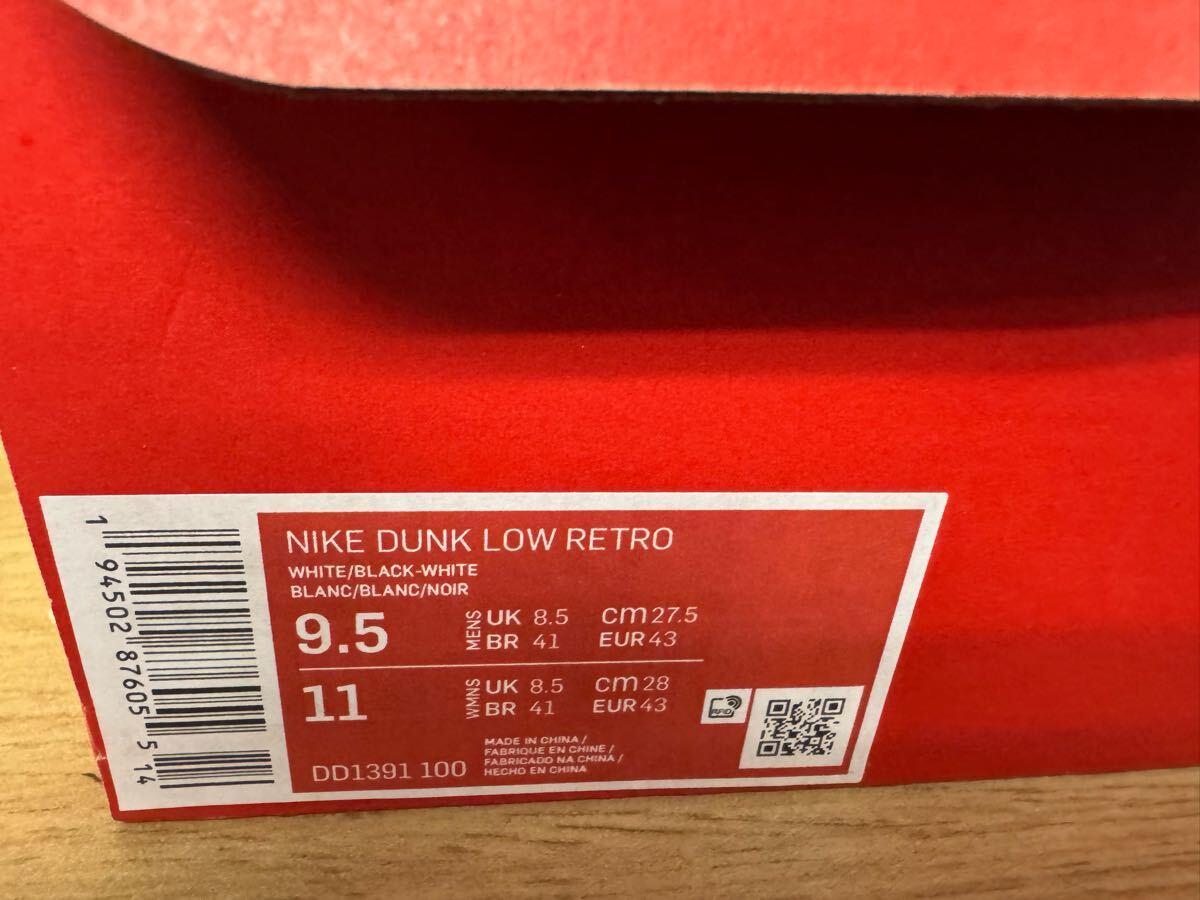 NIKE DUNK LOW RETRO
WHITE/BLACK-WHITE
BLANC/BLANC/NOIR
9.5 MENS UK 8.5 cm 27.5
BR 41 EUR 43
11 WMNS UK 8.5 cm 28
BR 41 EUR 43
DD1391 100
MADE IN CHINA /
FABRIQUE EN CHINE /
FABRICADO NA CHINA /
HECHO EN CHINA
RFID
1 94502 87605 5 14